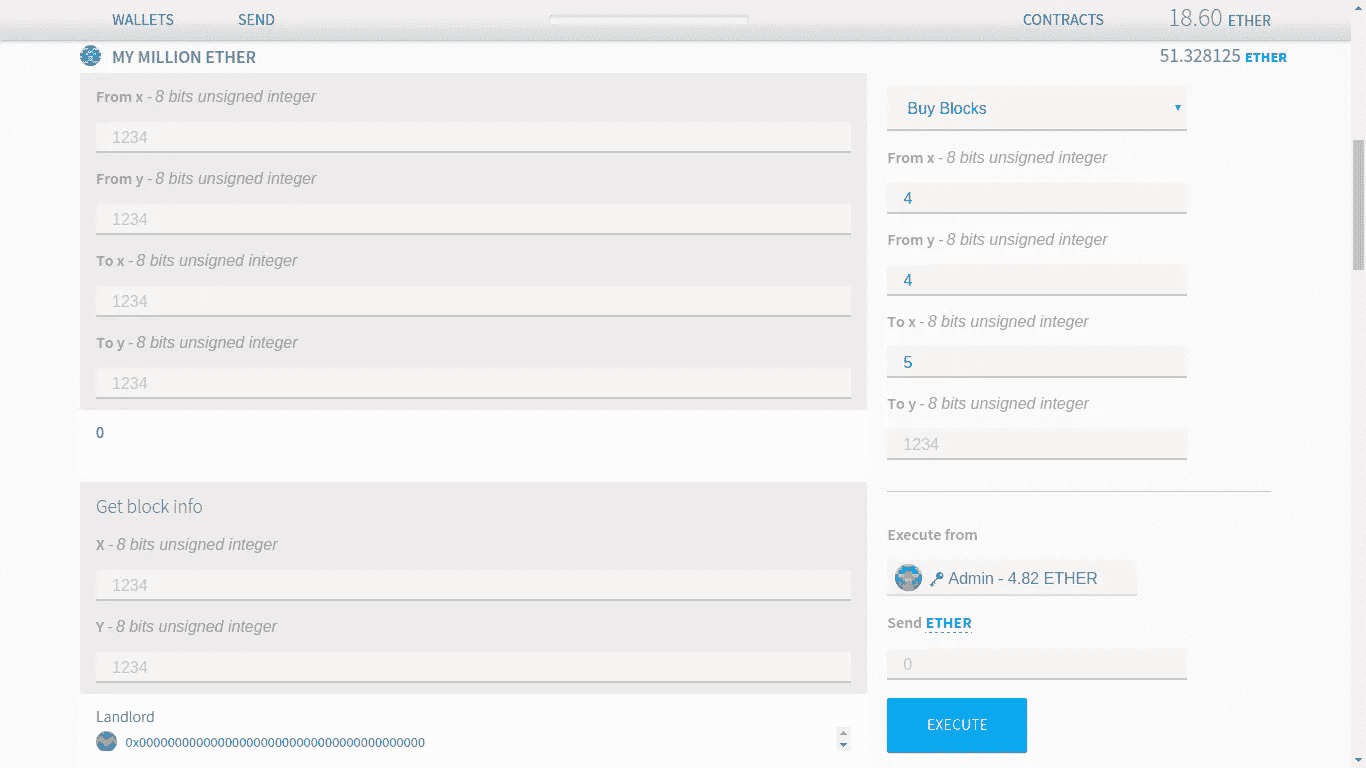 WALLETS SEND CONTRACTS 18.60 ETHER
MY MILLION ETHER 51.328125 ETHER
From x - 8 bits unsigned integer
1234
From y - 8 bits unsigned integer
1234
To x - 8 bits unsigned integer
1234
To y - 8 bits unsigned integer
1234
0
Get block info
X - 8 bits unsigned integer
1234
Y - 8 bits unsigned integer
1234
Landlord
0x0000000000000000000000000000000000000000
Buy Blocks
From x - 8 bits unsigned integer
4
From y - 8 bits unsigned integer
4
To x - 8 bits unsigned integer
5
To y - 8 bits unsigned integer
1234
Execute from
Admin - 4.82 ETHER
Send ETHER
0
EXECUTE